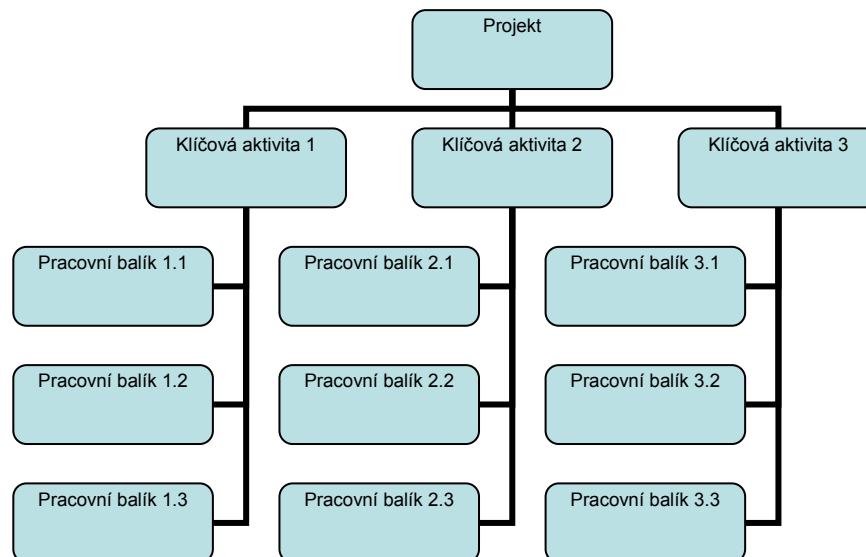 Projekt
Klíčová aktivita 1
Klíčová aktivita 2
Klíčová aktivita 3
Pracovní balík 1.1
Pracovní balík 2.1
Pracovní balík 3.1
Pracovní balík 1.2
Pracovní balík 2.2
Pracovní balík 3.2
Pracovní balík 1.3
Pracovní balík 2.3
Pracovní balík 3.3